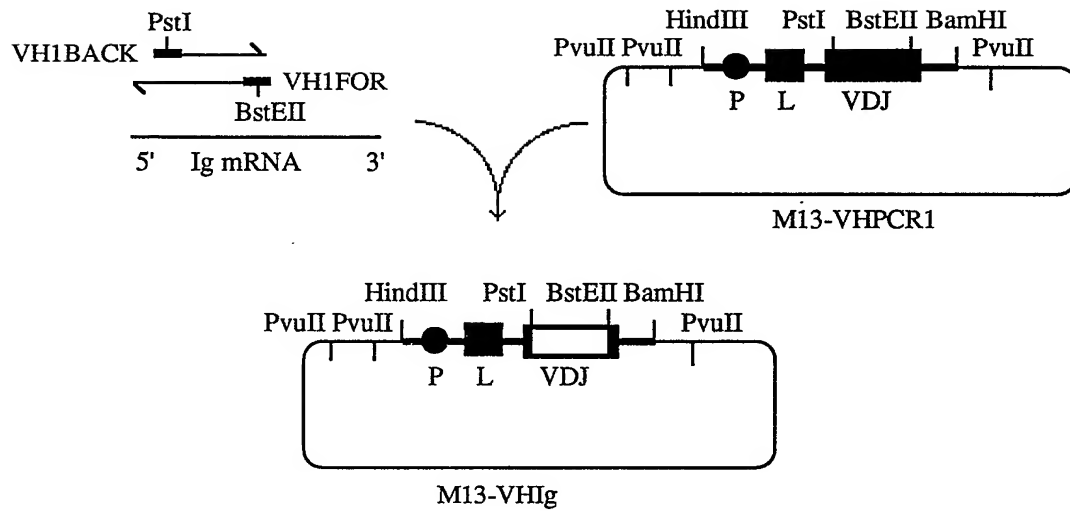 PstI
VH1BACK
VH1FOR
BstEII
5' Ig mRNA 3'
HindIII PstI BstEII BamHI
PvuII PvuII PvuII
P L VDJ
M13-VHPCR1
HindIII PstI BstEII BamHI
PvuII PvuII PvuII
P L VDJ
M13-VHIg